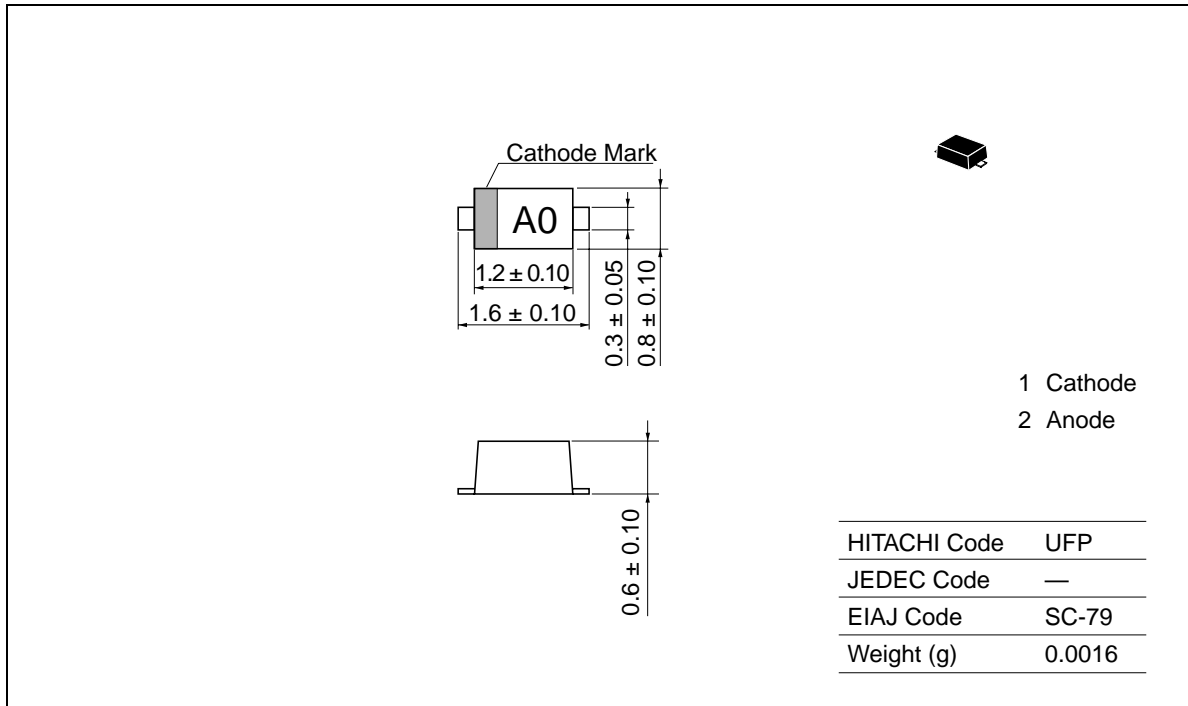 Cathode Mark
A0
1.2 ± 0.10
1.6 ± 0.10
0.3 ± 0.05
0.8 ± 0.10
1 Cathode
2 Anode
0.6 ± 0.10
HITACHI Code UFP
JEDEC Code —
EIAJ Code SC-79
Weight (g) 0.0016